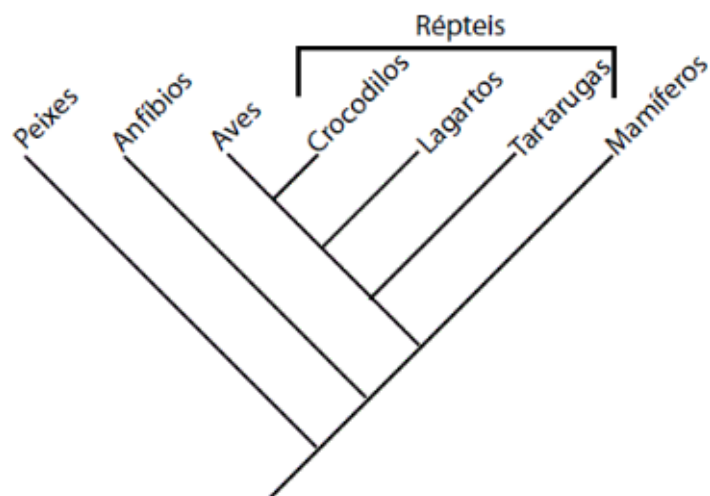 Répteis
Peixes
Anfíbios
Aves
Crocodilos
Lagartos
Tartarugas
Mamíferos